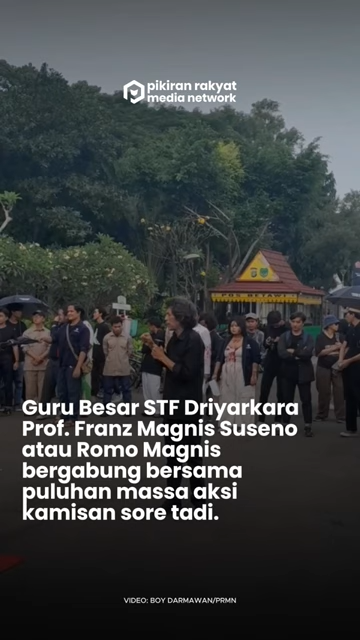 pikiran rakyat
media network
Guru Besar STF Driyarkara
Prof. Franz Magnis Suseno
atau Romo Magnis
bergabung bersama
puluhan massa aksi
kamisan sore tadi.
VIDEO: BOY DARMAWAN/PRMN